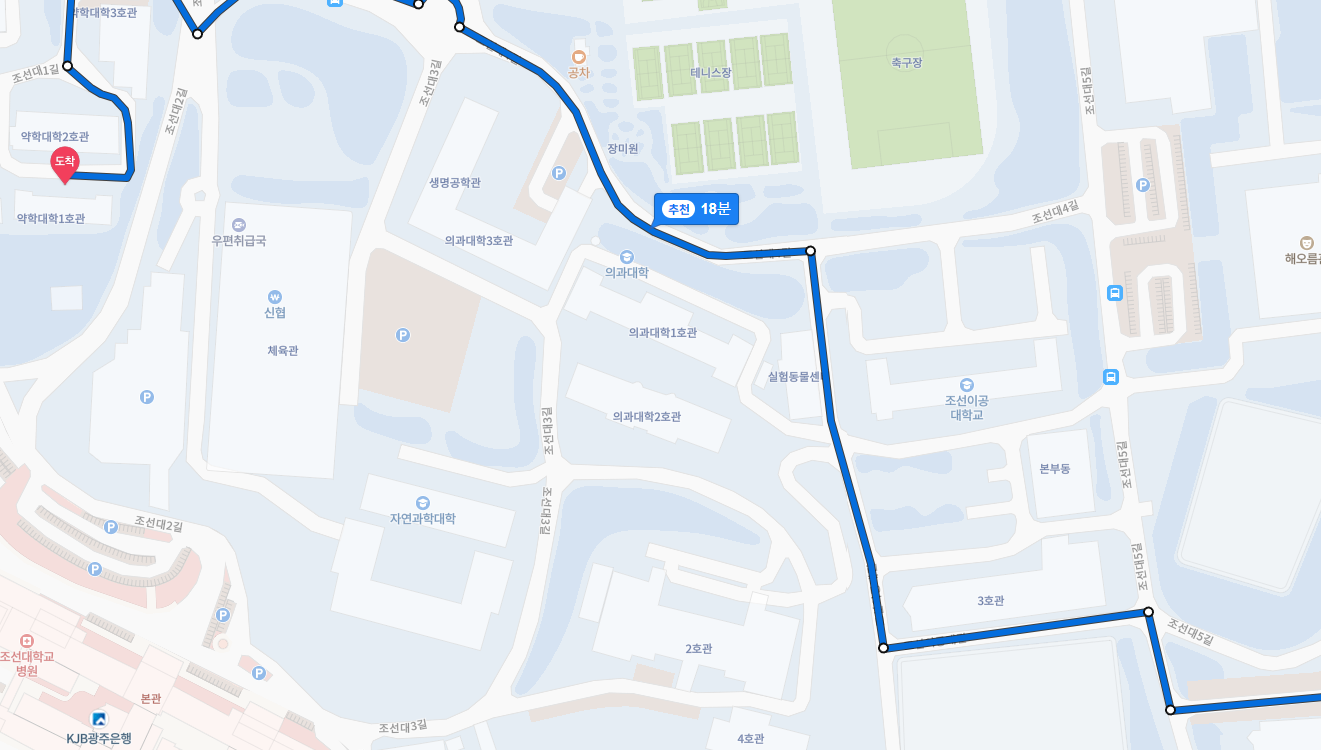 약학대학3호관
조선대1길
조선대2길
조선대3길
공차
테니스장
축구장
조선대5길
약학대학2호관
도착
장미원
P
생명공학관
약학대학1호관
추천 18분
조선대4길
P
우편취급국
의과대학3호관
의과대학
해오름관
신협
의과대학1호관
체육관
P
실험동물센
P
조선이공
대학교
의과대학2호관
조선대3길
본부동
조선대5길
자연과학대학
조선대3길
조선대2길
P
P
조선대5길
3호관
P
조선대5길
조선대학교
병원
2호관
P
본관
조선대3길
KJB광주은행
4호관